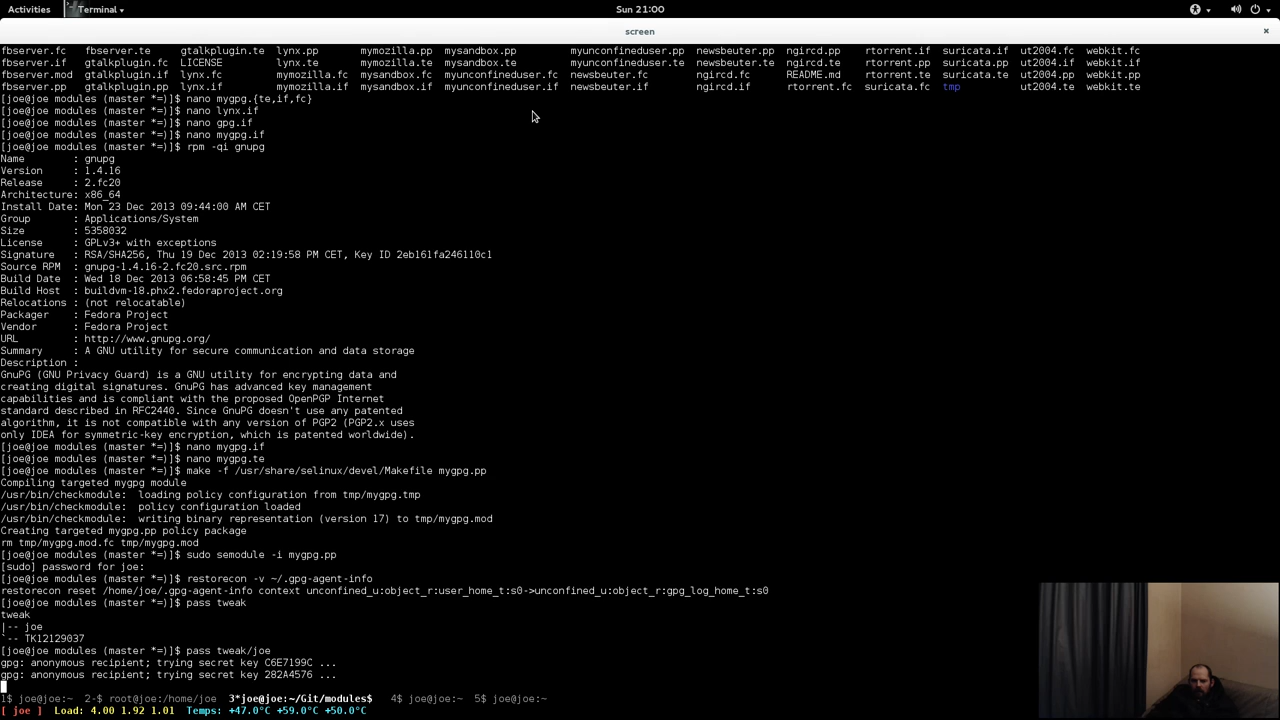 Activities Terminal Sun 21:00
screen
fbserver.fc fbserver.te gtalkplugin.te lynx.pp mymozilla.pp mysandbox.pp myunconfineduser.pp newsbeuter.pp ngircd.pp rtorrent.if suricata.if ut2004.fc webkit.fc
fbserver.if gtalkplugin.fc LICENSE lynx.te mymozilla.te mysandbox.te myunconfineduser.te newsbeuter.te ngircd.te rtorrent.pp suricata.pp ut2004.if webkit.if
fbserver.mod gtalkplugin.if lynx.fc mymozilla.fc mysandbox.fc myunconfineduser.fc newsbeuter.fc ngircd.fc README.md rtorrent.te suricata.te ut2004.pp webkit.pp
fbserver.pp gtalkplugin.pp lynx.if mymozilla.if mysandbox.if myunconfineduser.if newsbeuter.if ngircd.if rtorrent.fc suricata.fc tmp ut2004.te webkit.te
[joe@joe modules (master *=)]$ nano mygpg.{te,if,fc}
[joe@joe modules (master *=)]$ nano lynx.if
[joe@joe modules (master *=)]$ nano gpg.if
[joe@joe modules (master *=)]$ nano mygpg.if
[joe@joe modules (master *=)]$ rpm -qi gnupg
Name : gnupg
Version : 1.4.16
Release : 2.fc20
Architecture: x86_64
Install Date: Mon 23 Dec 2013 09:44:00 AM CET
Group : Applications/System
Size : 5358032
License : GPLv3+ with exceptions
Signature : RSA/SHA256, Thu 19 Dec 2013 02:19:58 PM CET, Key ID 2eb161fa246110c1
Source RPM : gnupg-1.4.16-2.fc20.src.rpm
Build Date : Wed 18 Dec 2013 06:58:45 PM CET
Build Host : buildvm-18.phx2.fedoraproject.org
Relocations : (not relocatable)
Packager : Fedora Project
Vendor : Fedora Project
URL : http://www.gnupg.org/
Summary : A GNU utility for secure communication and data storage
Description :
GnuPG (GNU Privacy Guard) is a GNU utility for encrypting data and
creating digital signatures. GnuPG has advanced key management
capabilities and is compliant with the proposed OpenPGP Internet
standard described in RFC2440. Since GnuPG doesn't use any patented
algorithm, it is not compatible with any version of PGP2 (PGP2.x uses
only IDEA for symmetric-key encryption, which is patented worldwide).
[joe@joe modules (master *=)]$ nano mygpg.if
[joe@joe modules (master *=)]$ nano mygpg.te
[joe@joe modules (master *=)]$ make -f /usr/share/selinux/devel/Makefile mygpg.pp
Compiling targeted mygpg module
/usr/bin/checkmodule: loading policy configuration from tmp/mygpg.tmp
/usr/bin/checkmodule: policy configuration loaded
/usr/bin/checkmodule: writing binary representation (version 17) to tmp/mygpg.mod
Creating targeted mygpg.pp policy package
rm tmp/mygpg.mod.fc tmp/mygpg.mod
[joe@joe modules (master *=)]$ sudo semodule -i mygpg.pp
[sudo] password for joe:
[joe@joe modules (master *=)]$ restorecon -v ~/.gpg-agent-info
restorecon reset /home/joe/.gpg-agent-info context unconfined_u:object_r:user_home_t:s0->unconfined_u:object_r:gpg_log_home_t:s0
[joe@joe modules (master *=)]$ pass tweak
tweak
|-- joe
`-- TK12129037
[joe@joe modules (master *=)]$ pass tweak/joe
gpg: anonymous recipient; trying secret key C6E7199C ...
gpg: anonymous recipient; trying secret key 282A4576 ...
1$ joe@joe:~ 2-$ root@joe:/home/joe 3*joe@joe:~/Git/modules$ 4$ joe@joe:~ 5$ joe@joe:~
[ joe ] Load: 4.00 1.92 1.01 Temps: +47.0°C +59.0°C +50.0°C